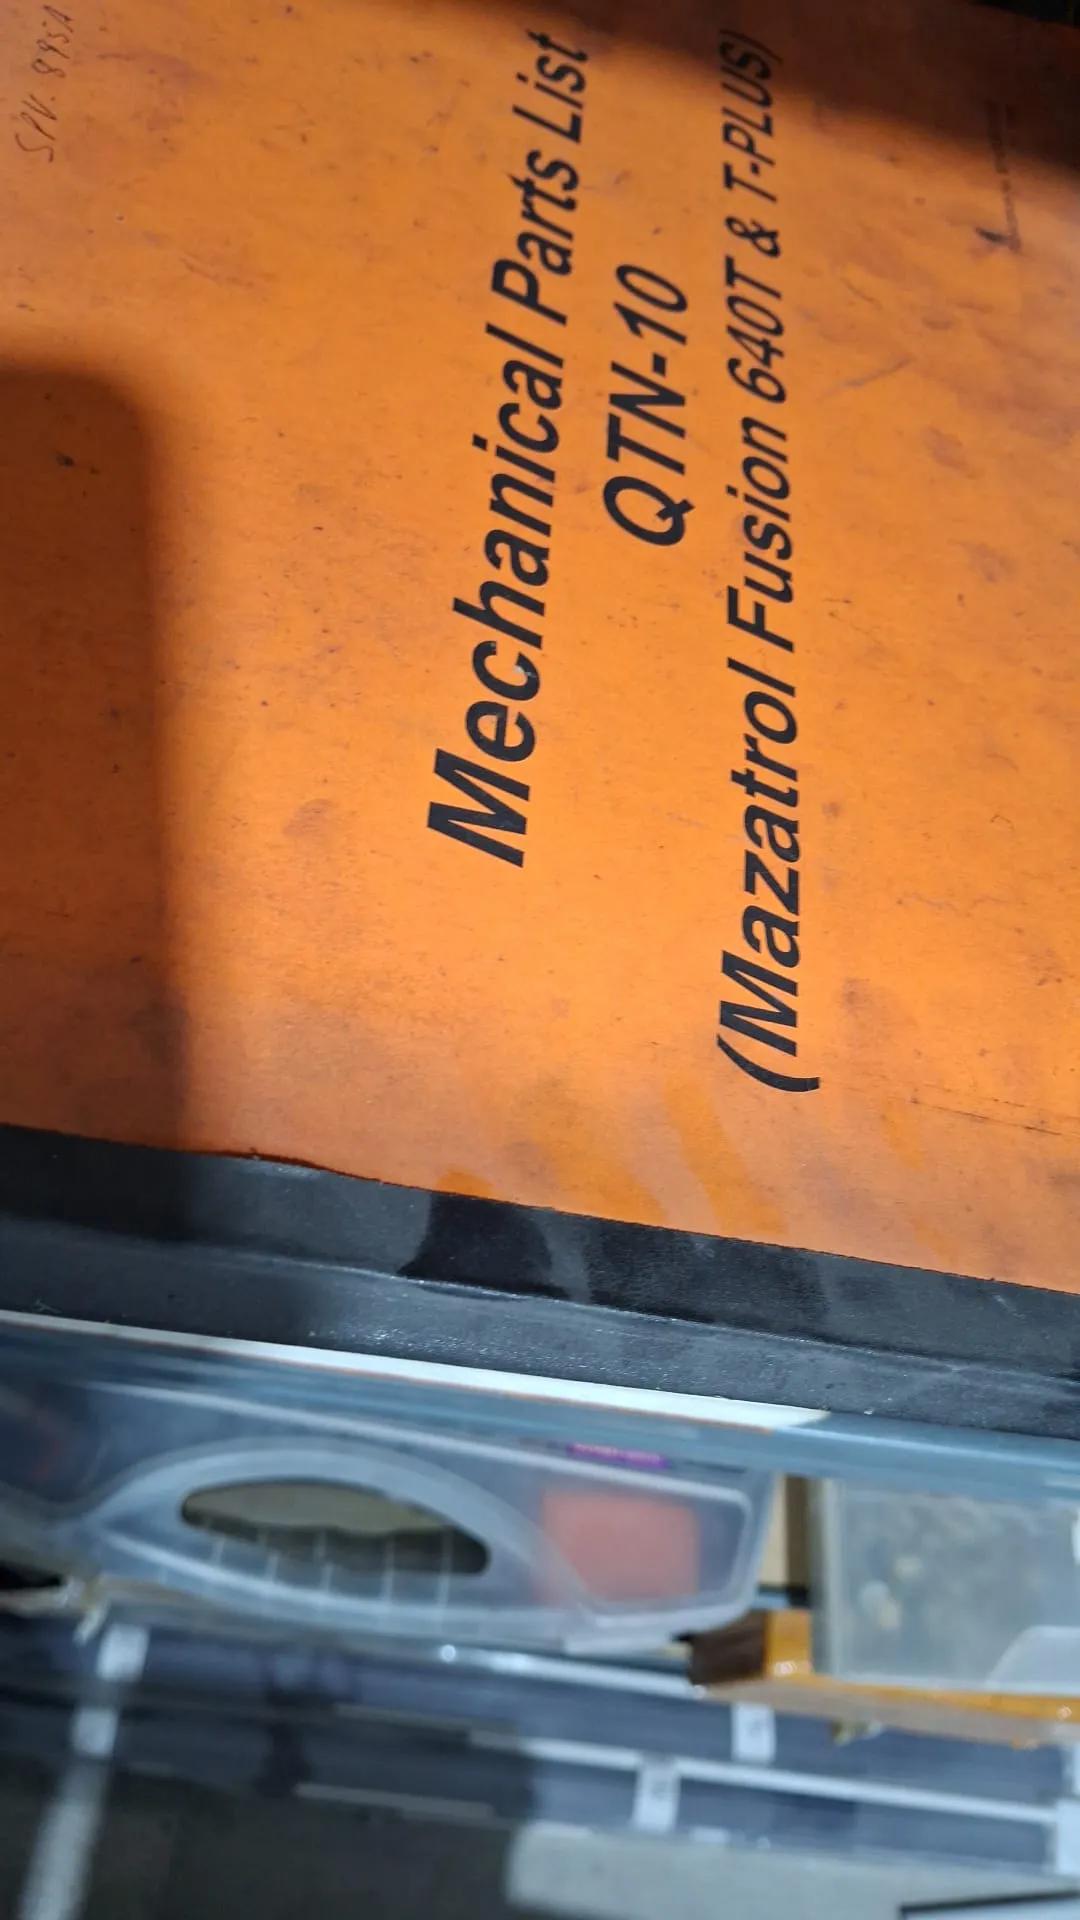 Mechanical Parts List
QTN-10
(Mazatrol Fusion 640T & T-PLUS)